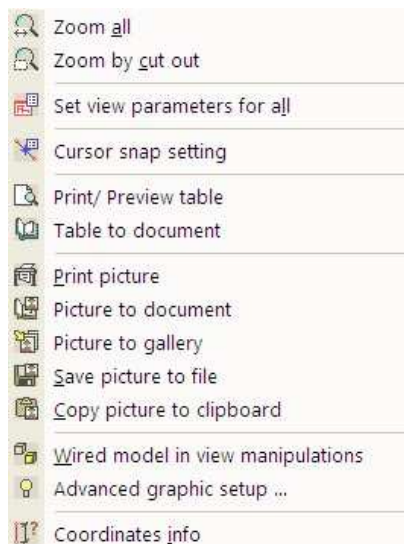 Zoom all
Zoom by cut out
Set view parameters for all
Cursor snap setting
Print/ Preview table
Table to document
Print picture
Picture to document
Picture to gallery
Save picture to file
Copy picture to clipboard
Wired model in view manipulations
Advanced graphic setup ...
Coordinates info